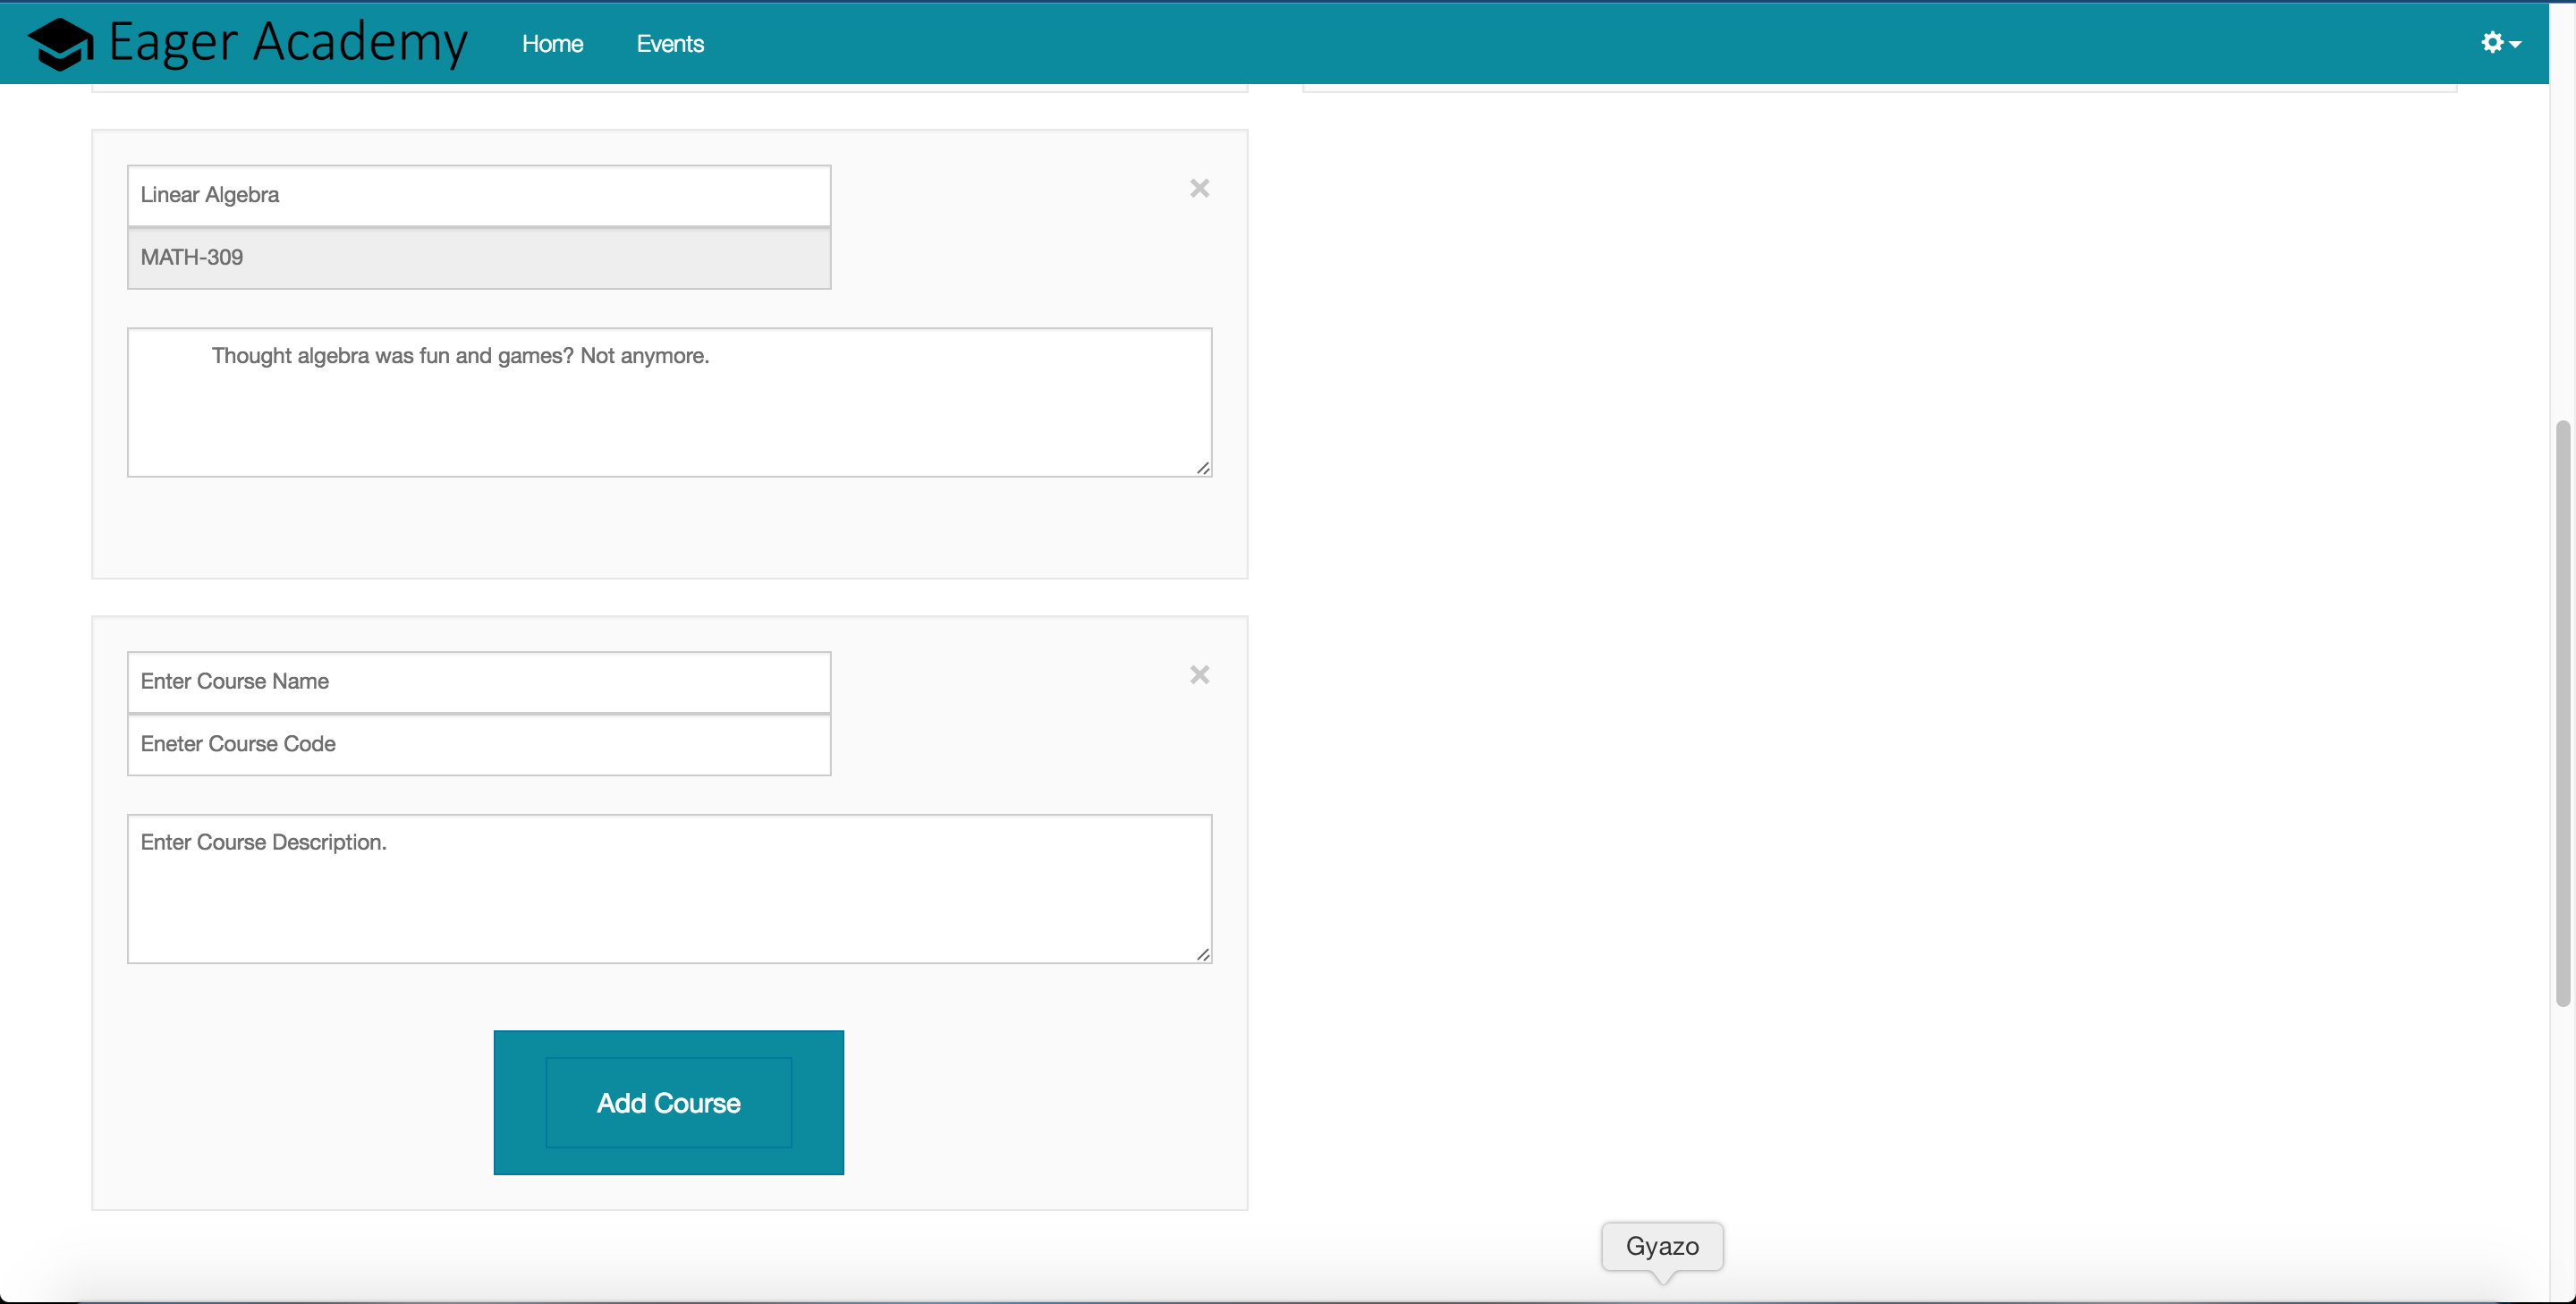 Eager Academy Home Events
Linear Algebra
MATH-309
Thought algebra was fun and games? Not anymore.
Enter Course Name
Eneter Course Code
Enter Course Description.
Add Course
Gyazo